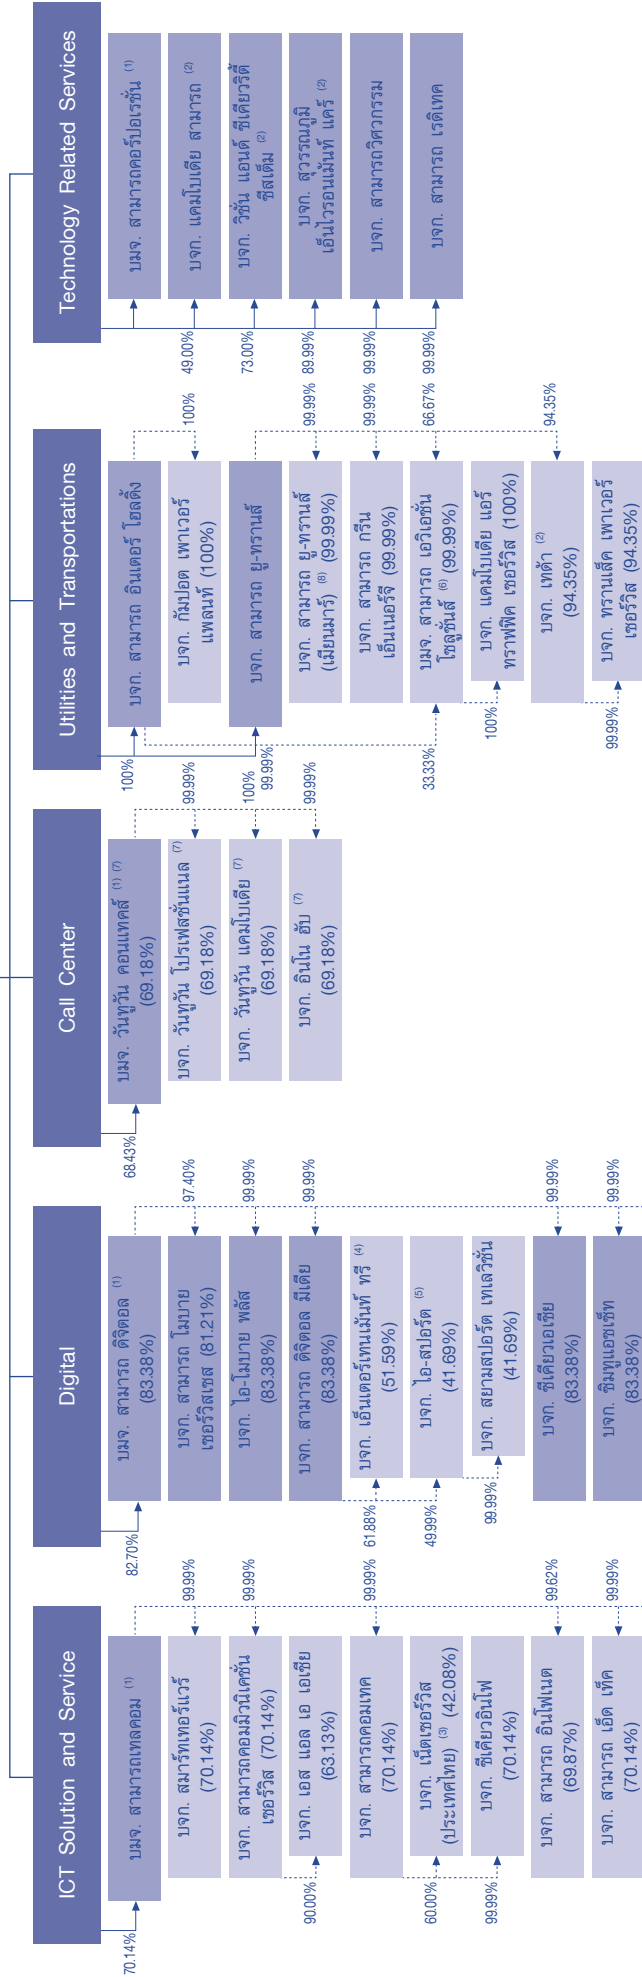 ICT Solution and Service
70.14%
บมจ. สามารถเทลคอม (1)
บจก. สมาร์ทเทอร์แวร์
(70.14%)
99.99%
บจก. สามารถคอมมิวนิเคชั่น
เซอร์วิส (70.14%)
99.99%
90.00%
บจก. เอส แอล เอ เอเชีย
(63.13%)
บจก. สามารถคอมเทค
(70.14%)
99.99%
60.00%
บจก. เน็ตเซอร์วิส
(ประเทศไทย) (3) (42.08%)
99.99%
บจก. ซีเคียวอินโฟ
(70.14%)
บจก. สามารถ อินโฟเนต
(69.87%)
99.62%
บจก. สามารถ เอ็ด เท็ค
(70.14%)
99.99%
Digital
82.70%
บมจ. สามารถ ดิจิตอล (1)
(83.38%)
บจก. สามารถ โมบาย
เซอร์วิสเซส (81.21%)
97.40%
บจก. ไอ-โมบาย พลัส
(83.38%)
99.99%
บจก. สามารถ ดิจิตอล มีเดีย
(83.38%)
99.99%
61.88%
บจก. เอ็นเตอร์เทนเม้นท์ ทรี (4)
(51.59%)
49.99%
บจก. ไอ-สปอร์ต (5)
(41.69%)
99.99%
บจก. สยามสปอร์ต เทเลวิชั่น
(41.69%)
บจก. ซีเคียวเอเชีย
(83.38%)
99.99%
บจก. ซิมทูแอซเซ็ท
(83.38%)
99.99%
Call Center
68.43%
บมจ. วันทูวัน คอนแทคส์ (1) (7)
(69.18%)
บจก. วันทูวัน โปรเฟสชั่นแนล (7)
(69.18%)
99.99%
บจก. วันทูวัน แคมโบเดีย (7)
(69.18%)
100%
บจก. อินโน ฮับ (7)
(69.18%)
99.99%
Utilities and Transportations
100%
บจก. สามารถ อินเตอร์ โฮลดิ้ง
บจก. กัมปอต เพาเวอร์
แพลนท์ (100%)
100%
99.99%
บจก. สามารถ ยู-ทรานส์
บจก. สามารถ ยู-ทรานส์
(เมียนมาร์) (8) (99.99%)
99.99%
บจก. สามารถ กรีน
เอ็นเนอร์จี (99.99%)
99.99%
33.33%
บมจ. สามารถ เอวิเอชั่น
โซลูชั่นส์ (6) (99.99%)
66.67%
100%
บจก. แคมโบเดีย แอร์
ทราฟฟิค เซอร์วิส (100%)
บจก. เทด้า (2)
(94.35%)
94.35%
99.99%
บจก. ทรานเส็ค เพาเวอร์
เซอร์วิส (94.35%)
Technology Related Services
บมจ. สามารถคอร์ปอเรชั่น (1)
49.00%
บจก. แคมโบเดีย สามารถ (2)
73.00%
บจก. วิชั่น แอนด์ ซีเคียวริตี้
ซีสเต็ม (2)
89.99%
บจก. สุวรรณภูมิ
เอ็นไวรอนเม้นท์ แคร์ (2)
99.99%
บจก. สามารถวิศวกรรม
99.99%
บจก. สามารถ เรดิเทค